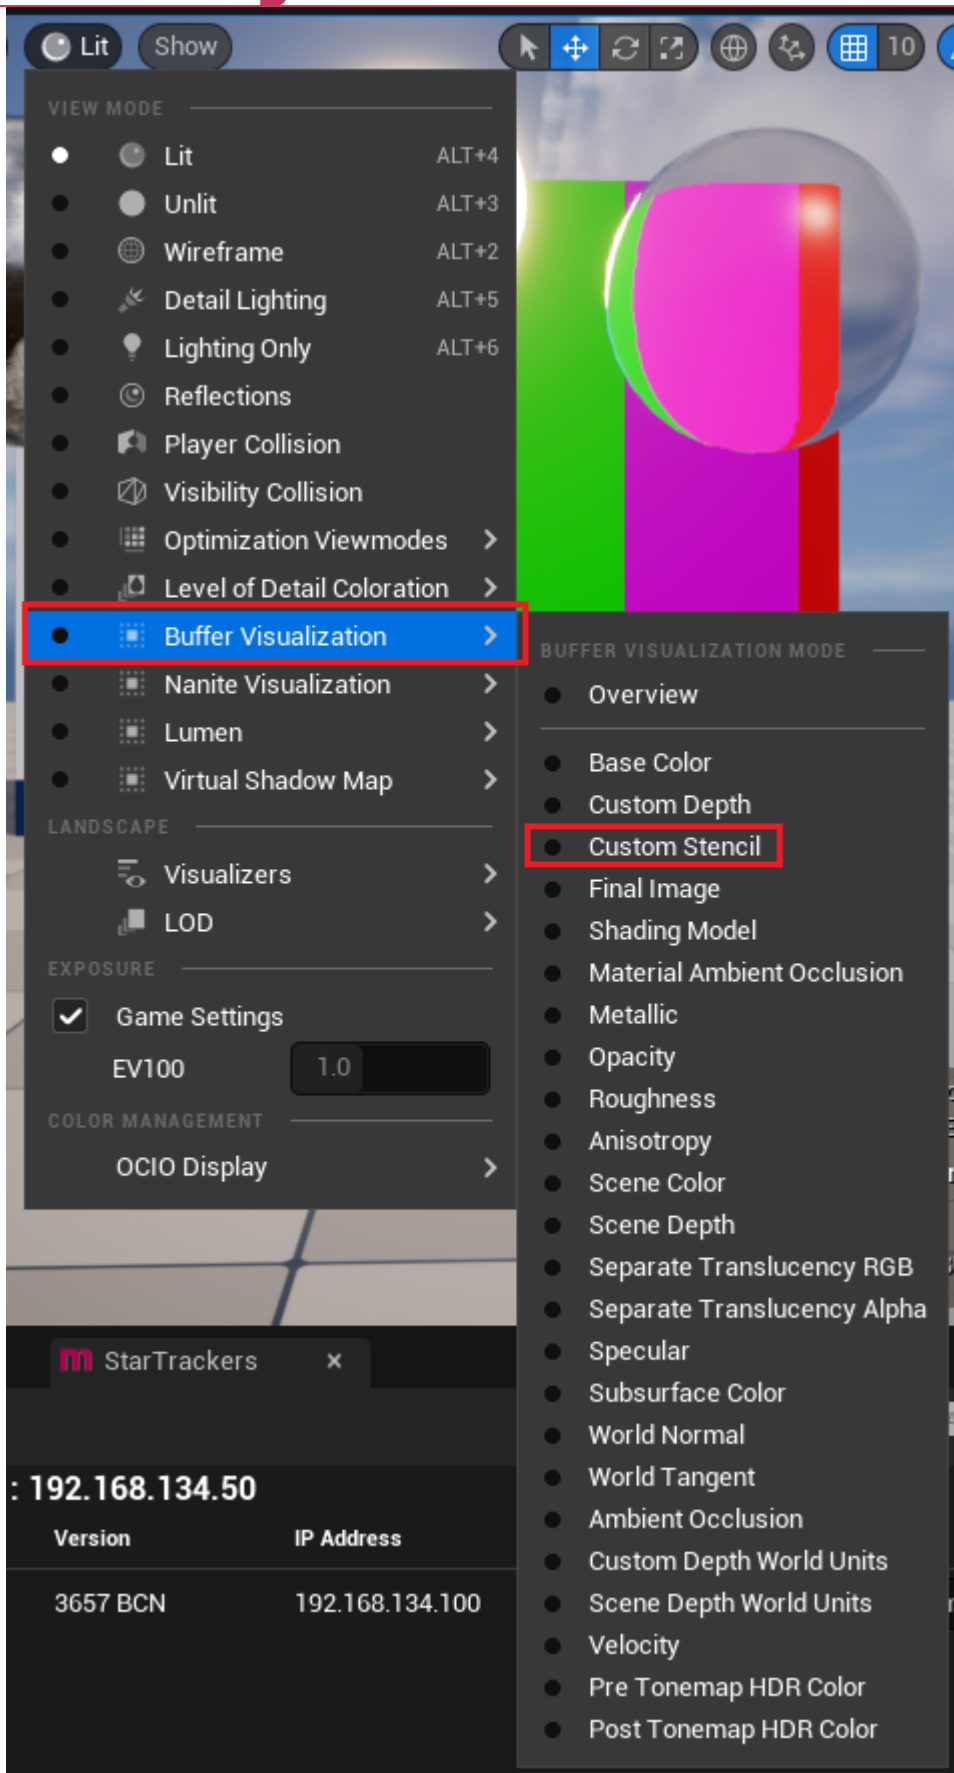 Lit Show 10
VIEW MODE
Lit ALT+4
Unlit ALT+3
Wireframe ALT+2
Detail Lighting ALT+5
Lighting Only ALT+6
Reflections
Player Collision
Visibility Collision
Optimization Viewmodes
Level of Detail Coloration
Buffer Visualization
Nanite Visualization
Lumen
Virtual Shadow Map
LANDSCAPE
Visualizers
LOD
EXPOSURE
Game Settings
EV100 1.0
COLOR MANAGEMENT
OCIO Display
BUFFER VISUALIZATION MODE
Overview
Base Color
Custom Depth
Custom Stencil
Final Image
Shading Model
Material Ambient Occlusion
Metallic
Opacity
Roughness
Anisotropy
Scene Color
Scene Depth
Separate Translucency RGB
Separate Translucency Alpha
Specular
Subsurface Color
World Normal
World Tangent
Ambient Occlusion
Custom Depth World Units
Scene Depth World Units
Velocity
Pre Tonemap HDR Color
Post Tonemap HDR Color
StarTrackers
: 192.168.134.50
Version IP Address
3657 BCN 192.168.134.100